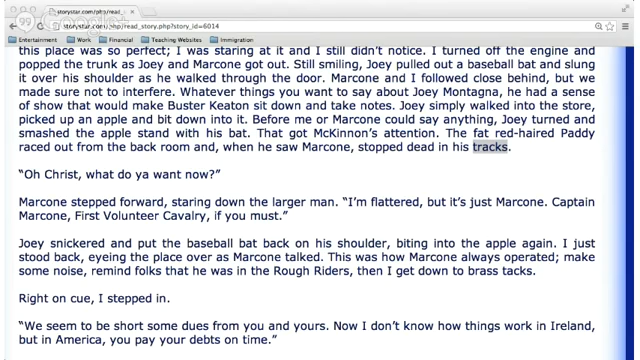 storystar.com/php/read_
storystar.com/php/read_story.php?story_id=6014
Entertainment Work Financial Teaching Websites Immigration
Google+
this place was so perfect; I was staring at it and I still didn't notice. I turned off the engine and
popped the trunk as Joey and Marcone got out. Still smiling, Joey pulled out a baseball bat and slung
it over his shoulder as he walked through the door. Marcone and I followed close behind, but we
made sure not to interfere. Whatever things you want to say about Joey Montagna, he had a sense
of show that would make Buster Keaton sit down and take notes. Joey simply walked into the store,
picked up an apple and bit down into it. Before me or Marcone could say anything, Joey turned and
smashed the apple stand with his bat. That got McKinnon's attention. The fat red-haired Paddy
raced out from the back room and, when he saw Marcone, stopped dead in his tracks.
“Oh Christ, what do ya want now?”
Marcone stepped forward, staring down the larger man. “I'm flattered, but it's just Marcone. Captain
Marcone, First Volunteer Cavalry, if you must.”
Joey snickered and put the baseball bat back on his shoulder, biting into the apple again. I just
stood back, eyeing the place over as Marcone talked. This was how Marcone always operated; make
some noise, remind folks that he was in the Rough Riders, then I get down to brass tacks.
Right on cue, I stepped in.
“We seem to be short some dues from you and yours. Now I don't know how things work in Ireland,
but in America, you pay your debts on time.”